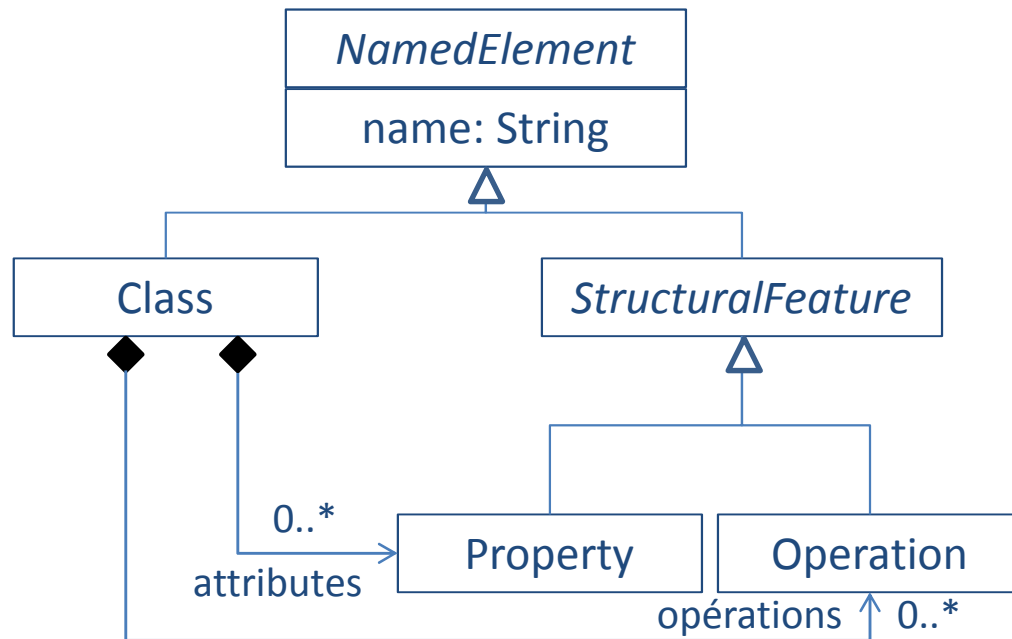 NamedElement
name: String
Class
StructuralFeature
0..*
attributes
Property
Operation
opérations
0..*